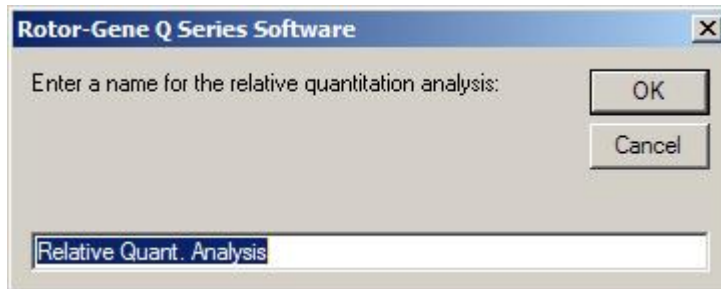 Rotor-Gene Q Series Software
Enter a name for the relative quantitation analysis:
OK
Cancel
Relative Quant. Analysis